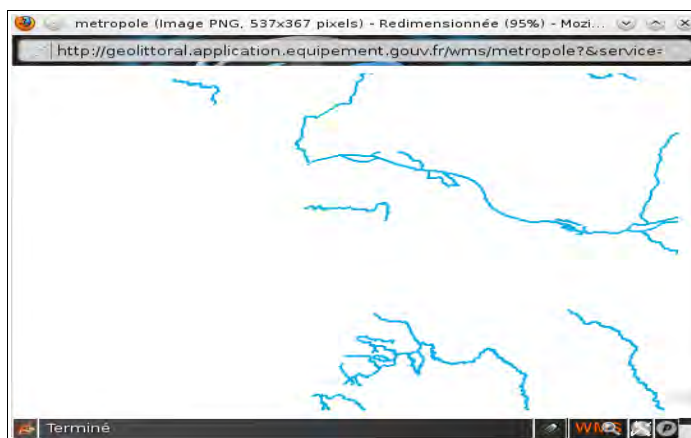 metropole (Image PNG, 537x367 pixels) - Redimensionnée (95%) - Mozi...
http://geolittoral.application.equipement.gouv.fr/wms/metropole?&service=
Terminé
WMS